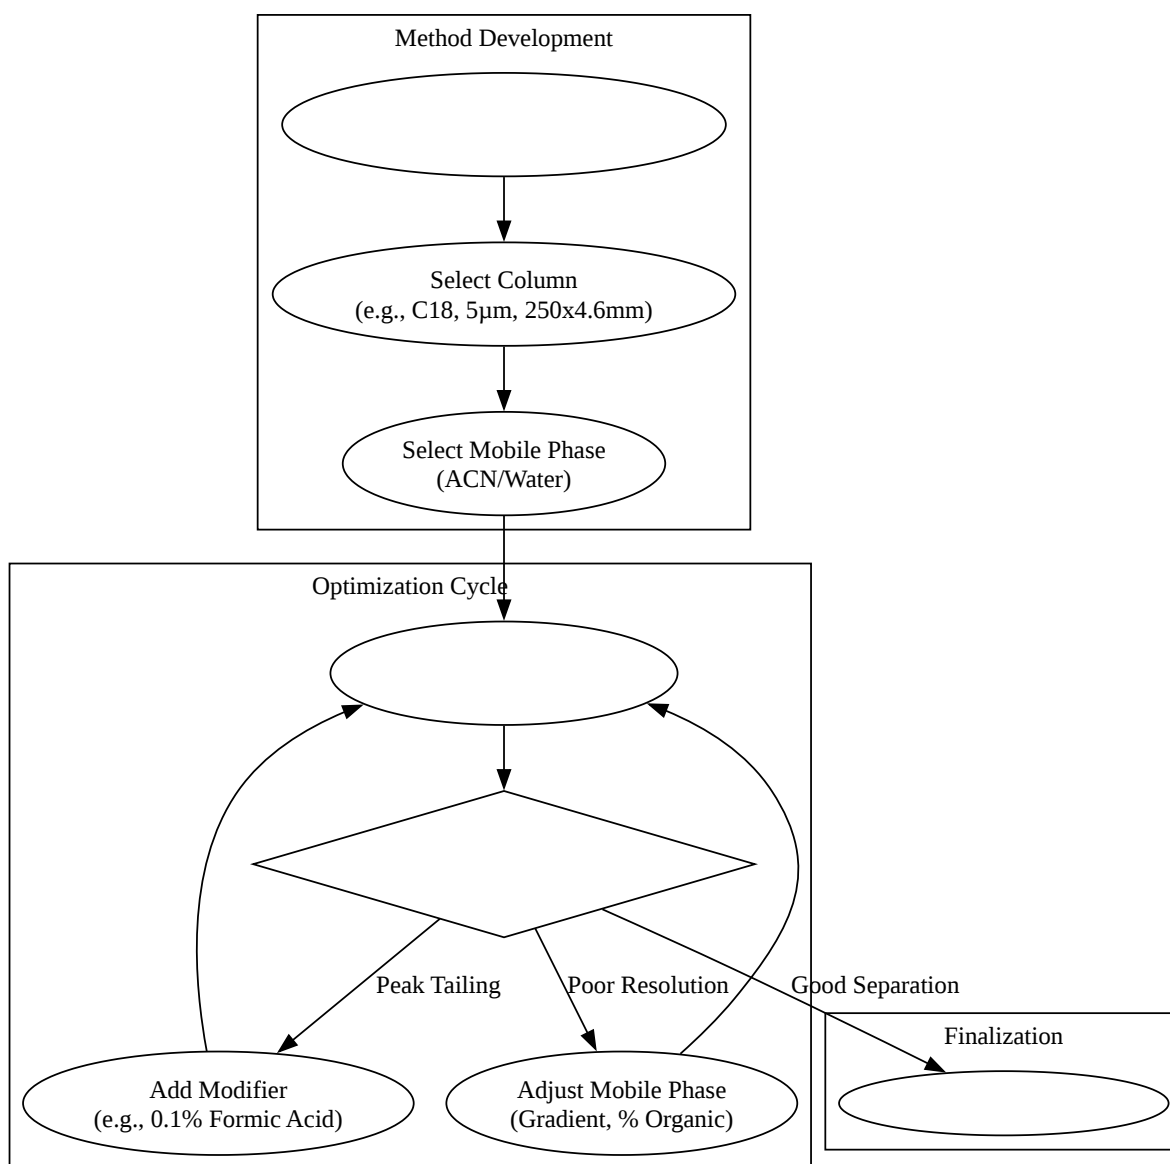 Method Development
Select Column
(e.g., C18, 5µm, 250x4.6mm)
Select Mobile Phase
(ACN/Water)
Optimization Cycle
Peak Tailing
Poor Resolution
Good Separation
Finalization
Add Modifier
(e.g., 0.1% Formic Acid)
Adjust Mobile Phase
(Gradient, % Organic)